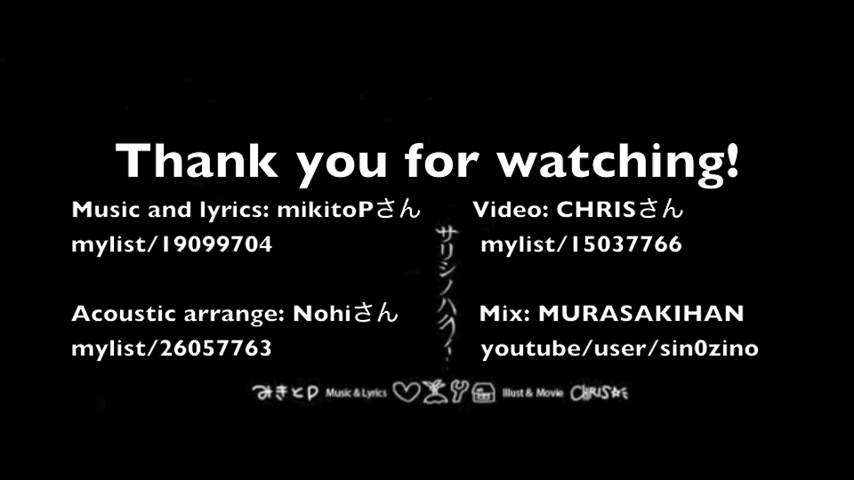 Thank you for watching!
Music and lyrics: mikitoPさん
mylist/19099704
Video: CHRISさん
mylist/15037766
サリシノハラ
Acoustic arrange: Nohiさん
mylist/26057763
Mix: MURASAKIHAN
youtube/user/sin0zino
みきとP Music & Lyrics
Illust & Movie CHRIS